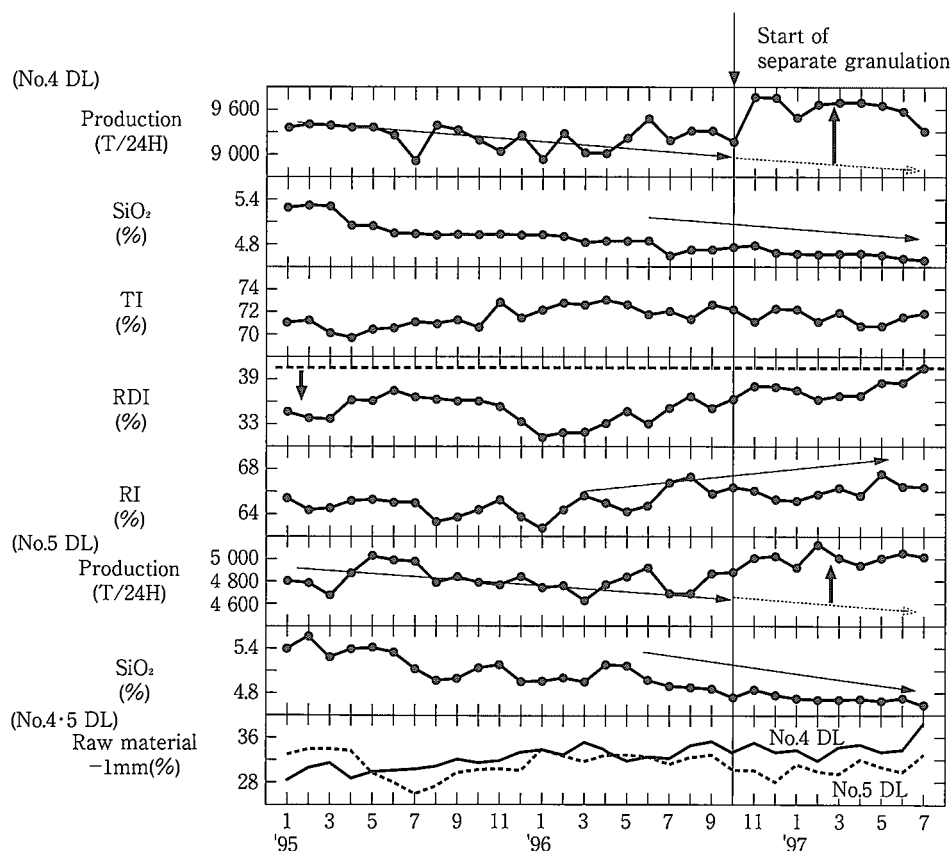 Start of
separate granulation
(No.4 DL)
Production
(T/24H)
9 600
9 000
SiO₂
(%)
5.4
4.8
TI
(%)
74
72
70
RDI
(%)
39
33
RI
(%)
68
64
(No.5 DL)
Production
(T/24H)
5 000
4 800
4 600
SiO₂
(%)
5.4
4.8
(No.4·5 DL)
Raw material
-1mm(%)
36
28
No.4 DL
No.5 DL
1 3 5 7 9 11 1 3 5 7 9 11 1 3 5 7
'95 '96 '97